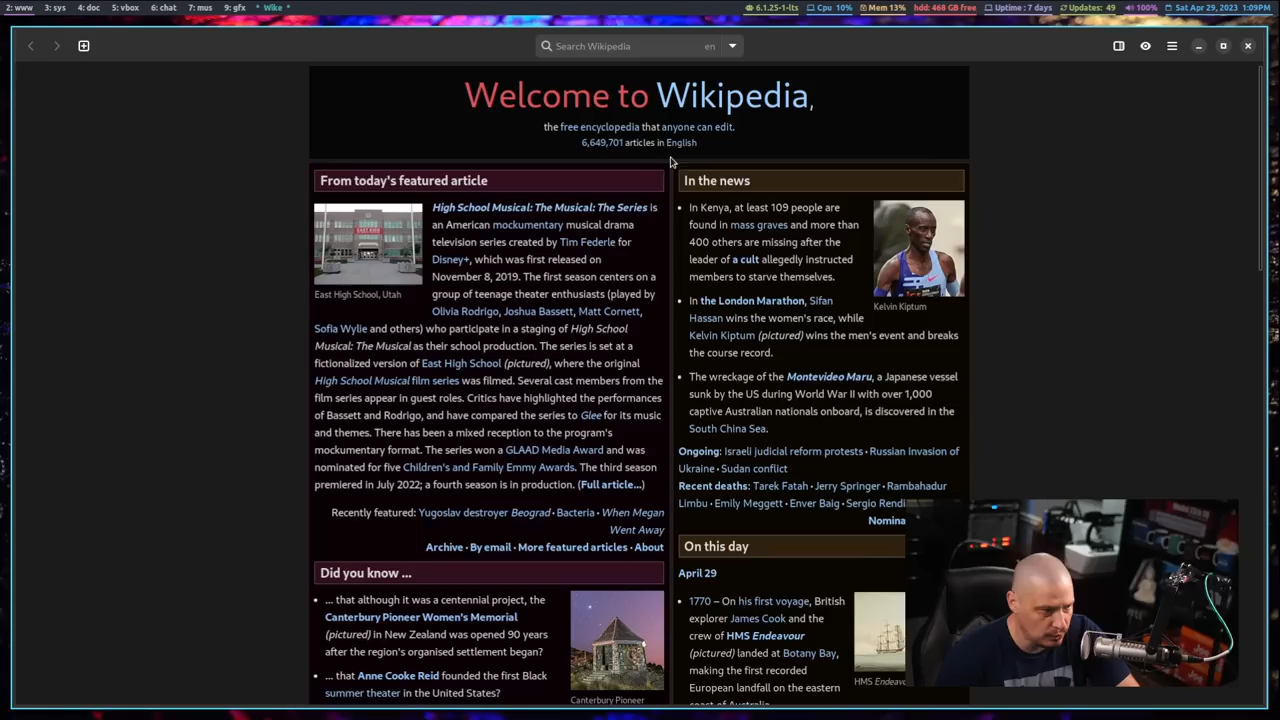 2: www 3: sys 4: doc 5: vbox 6: chat 7: mus 9: gfx * Wike *
6.1.25-1-lts Cpu 10% Mem 13% hdd: 468 GB free Uptime : 7 days Updates: 49 100% Sat Apr 29, 2023 1:09PM
Search Wikipedia en
Welcome to Wikipedia,
the free encyclopedia that anyone can edit.
6,649,701 articles in English
From today's featured article
High School Musical: The Musical: The Series is
an American mockumentary musical drama
television series created by Tim Federle for
Disney+, which was first released on
November 8, 2019. The first season centers on a
group of teenage theater enthusiasts (played by
Olivia Rodrigo, Joshua Bassett, Matt Cornett,
East High School, Utah
Sofia Wylie and others) who participate in a staging of High School
Musical: The Musical as their school production. The series is set at a
fictionalized version of East High School (pictured), where the original
High School Musical film series was filmed. Several cast members from the
film series appear in guest roles. Critics have highlighted the performances
of Bassett and Rodrigo, and have compared the series to Glee for its music
and themes. There has been a mixed reception to the program's
mockumentary format. The series won a GLAAD Media Award and was
nominated for five Children's and Family Emmy Awards. The third season
premiered in July 2022; a fourth season is in production. (Full article...)
Recently featured: Yugoslav destroyer Beograd · Bacteria · When Megan
Went Away
Archive · By email · More featured articles · About
Did you know ...
... that although it was a centennial project, the
Canterbury Pioneer Women's Memorial
(pictured) in New Zealand was opened 90 years
after the region's organised settlement began?
... that Anne Cooke Reid founded the first Black
summer theater in the United States?
Canterbury Pioneer
In the news
In Kenya, at least 109 people are
found in mass graves and more than
400 others are missing after the
leader of a cult allegedly instructed
members to starve themselves.
In the London Marathon, Sifan
Hassan wins the women's race, while
Kelvin Kiptum (pictured) wins the men's event and breaks
the course record.
Kelvin Kiptum
The wreckage of the Montevideo Maru, a Japanese vessel
sunk by the US during World War II with over 1,000
captive Australian nationals onboard, is discovered in the
South China Sea.
Ongoing: Israeli judicial reform protests · Russian Invasion of
Ukraine · Sudan conflict
Recent deaths: Tarek Fatah · Jerry Springer · Rambahadur
Limbu · Emily Meggett · Enver Baig · Sergio Rendi
Nomina
On this day
April 29
1770 – On his first voyage, British
explorer James Cook and the
crew of HMS Endeavour
(pictured) landed at Botany Bay,
making the first recorded
European landfall on the eastern
coast of Australia.
HMS Endeav